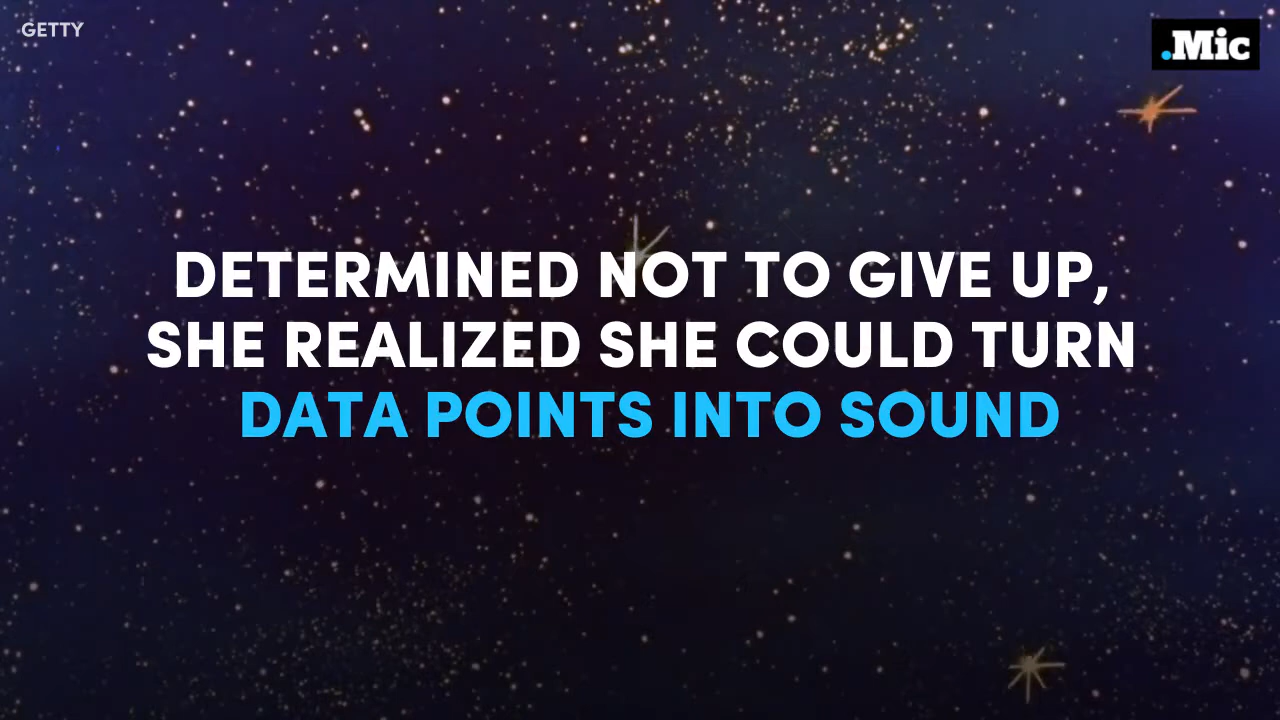 GETTY
.Mic
DETERMINED NOT TO GIVE UP,
SHE REALIZED SHE COULD TURN
DATA POINTS INTO SOUND